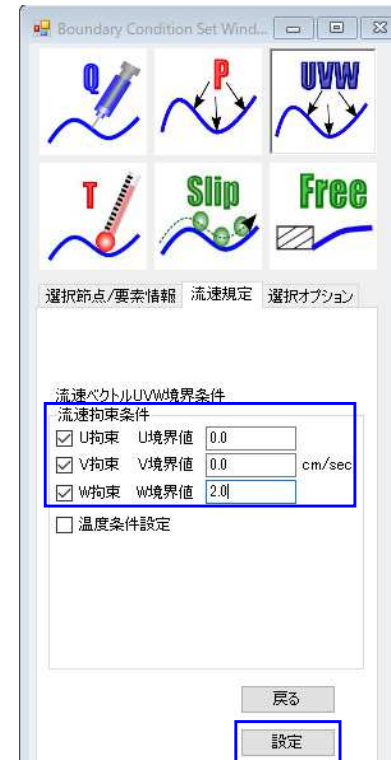 Boundary Condition Set Wind...
Q
P
UVW
T
Slip
Free
選択節点/要素情報 流速規定 選択オプション
流速ベクトルUVW境界条件
流速拘束条件
U拘束 U境界値 0.0
V拘束 V境界値 0.0 cm/sec
W拘束 W境界値 2.0
温度条件設定
戻る
設定